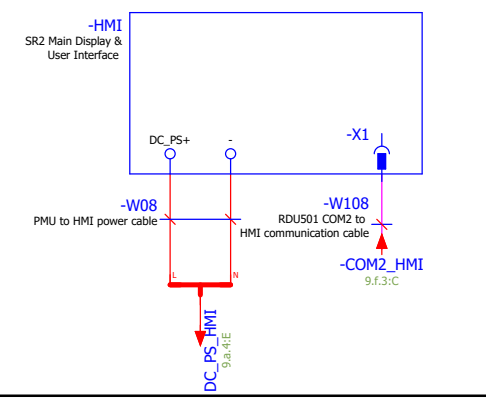 -HMI
SR2 Main Display &
User Interface
DC_PS+
-
-X1
-W08
PMU to HMI power cable
-W108
RDU501 COM2 to
HMI communication cable
L
N
-COM2_HMI
9.f.3:C
DC_PS_HMI
9.a.4:E